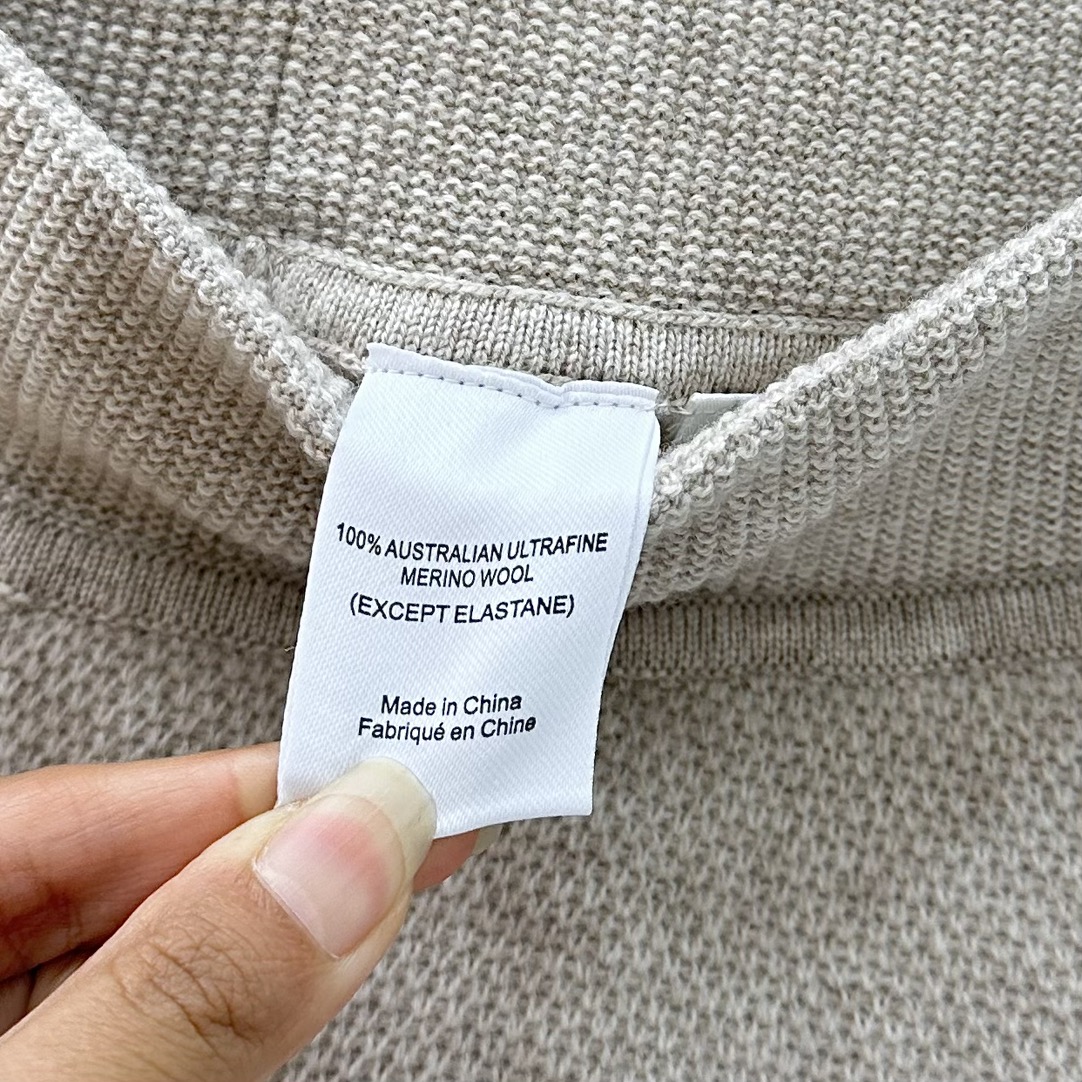 100% AUSTRALIAN ULTRAFINE
MERINO WOOL
(EXCEPT ELASTANE)
Made in China
Fabriqué en Chine